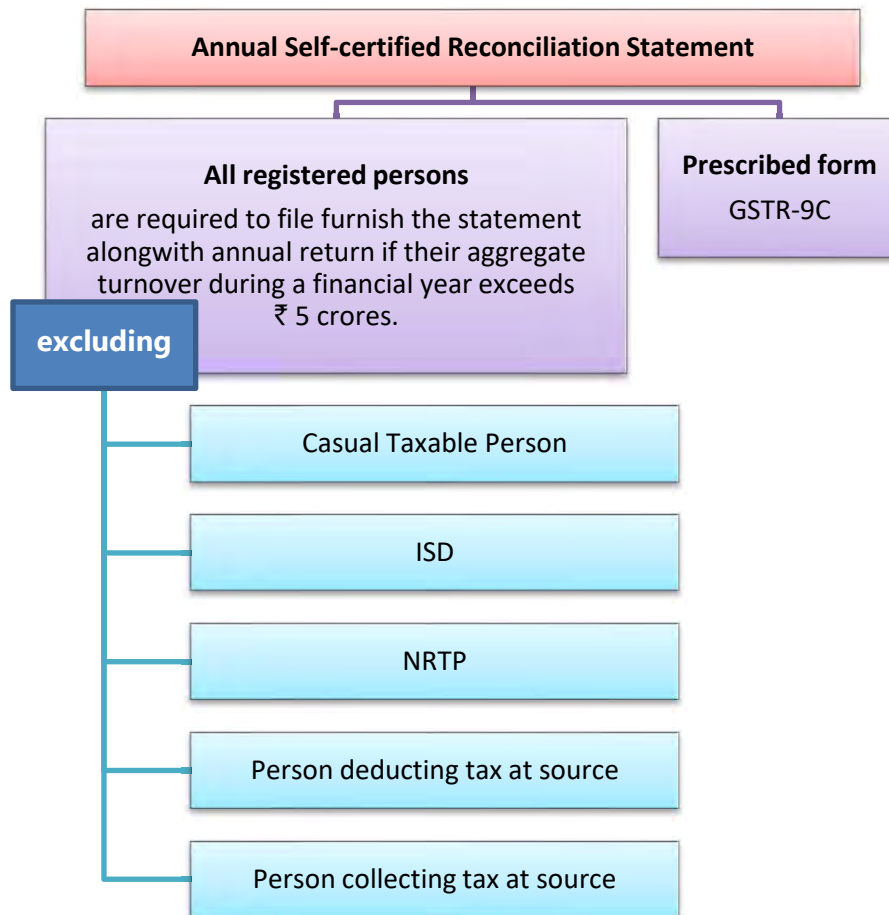 Annual Self-certified Reconciliation Statement
All registered persons
are required to file furnish the statement
alongwith annual return if their aggregate
turnover during a financial year exceeds
₹ 5 crores.
Prescribed form
GSTR-9C
excluding
Casual Taxable Person
ISD
NRTP
Person deducting tax at source
Person collecting tax at source